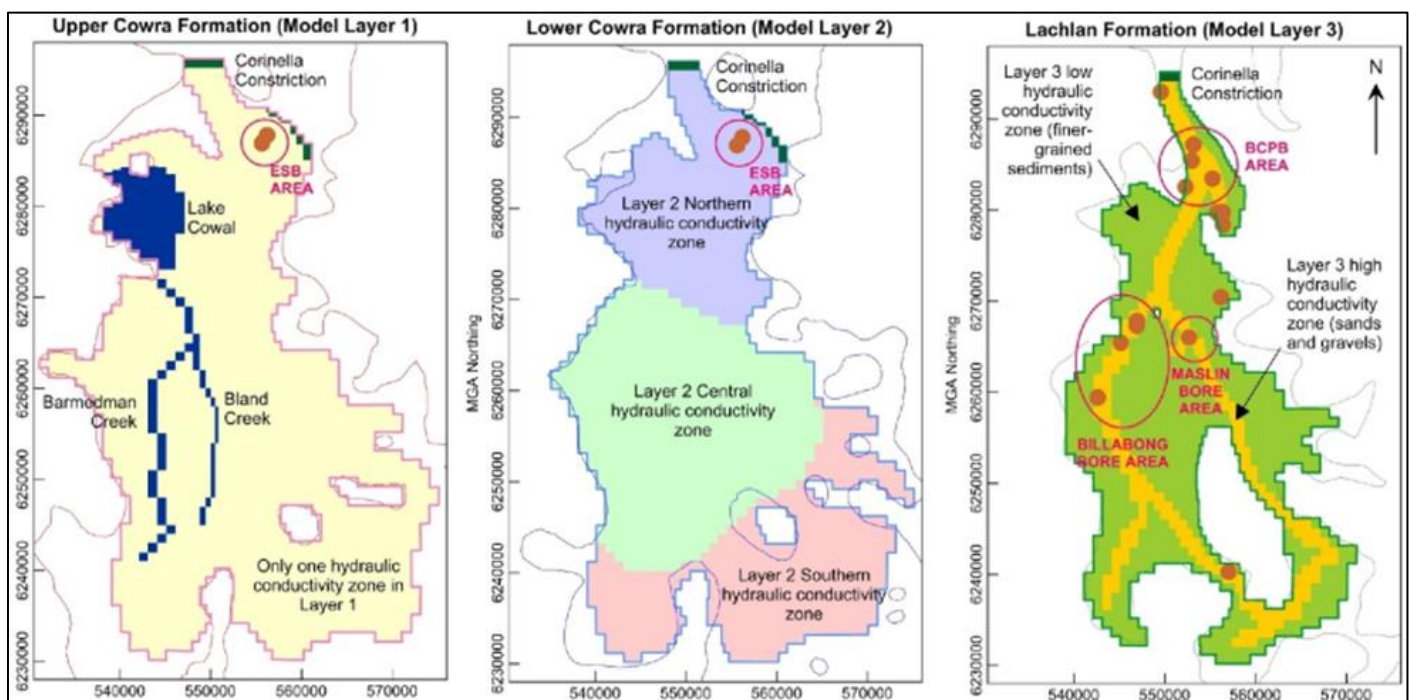 Upper Cowra Formation (Model Layer 1)
Corinella
Constriction
ESB
AREA
Lake
Cowal
Barmedman
Creek
Bland
Creek
Only one hydraulic
conductivity zone in
Layer 1
6290000
6280000
6270000
6260000
6250000
6240000
6230000
540000
550000
560000
570000
Lower Cowra Formation (Model Layer 2)
Corinella
Constriction
ESB
AREA
Layer 2 Northern
hydraulic conductivity
zone
Layer 2 Central
hydraulic conductivity
zone
Layer 2 Southern
hydraulic conductivity
zone
MGA Northing
6290000
6280000
6270000
6260000
6250000
6240000
6230000
540000
550000
560000
570000
Lachlan Formation (Model Layer 3)
Layer 3 low
hydraulic
conductivity
zone (finer-
grained
sediments)
Corinella
Constriction
N
BCPB
AREA
Layer 3 high
hydraulic
conductivity
zone (sands
and gravels)
MASLIN
BORE
AREA
BILLABONG
BORE AREA
MGA Northing
6290000
6280000
6270000
6260000
6250000
6240000
6230000
540000
550000
560000
570000